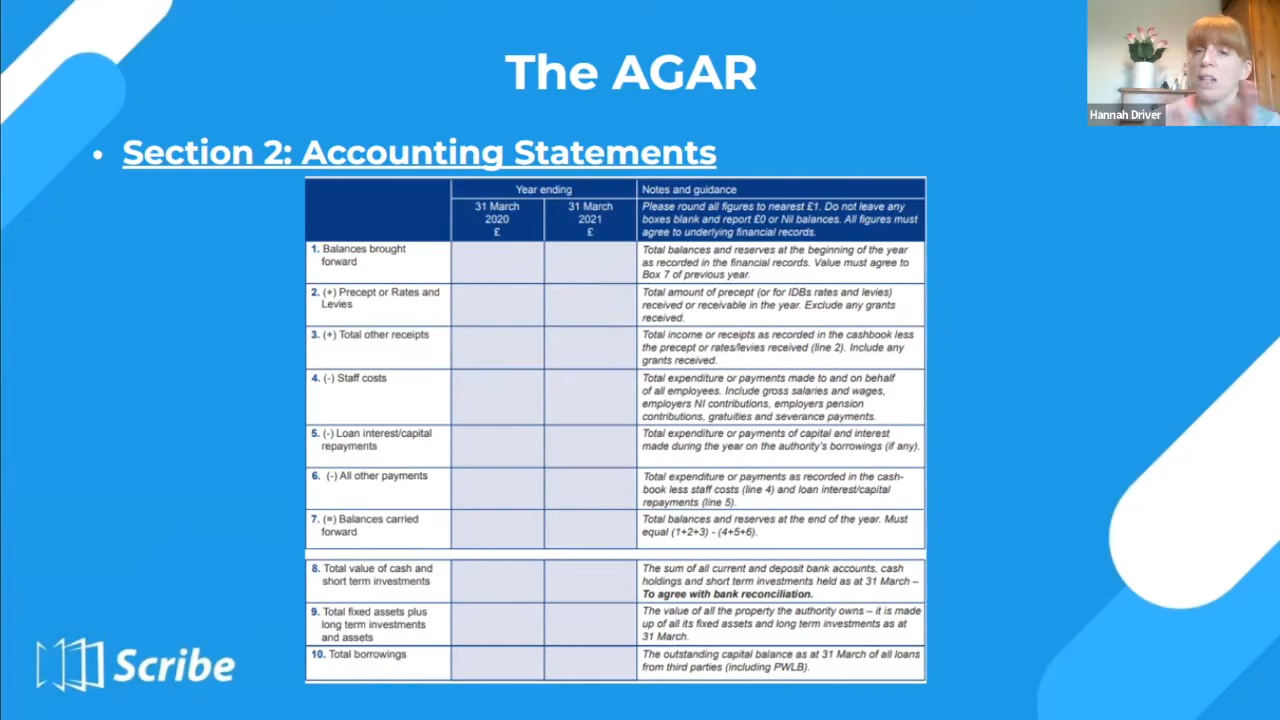 The AGAR
Hannah Driver
• Section 2: Accounting Statements
Year ending
Notes and guidance
31 March
2020
£
31 March
2021
£
Please round all figures to nearest £1. Do not leave any
boxes blank and report £0 or Nil balances. All figures must
agree to underlying financial records.
1. Balances brought
forward
Total balances and reserves at the beginning of the year
as recorded in the financial records. Value must agree to
Box 7 of previous year.
2. (+) Precept or Rates and
Levies
Total amount of precept (or for IDBs rates and levies)
received or receivable in the year. Exclude any grants
received.
3. (+) Total other receipts
Total income or receipts as recorded in the cashbook less
the precept or rates/levies received (line 2). Include any
grants received.
4. (-) Staff costs
Total expenditure or payments made to and on behalf
of all employees. Include gross salaries and wages,
employers NI contributions, employers pension
contributions, gratuities and severance payments.
5. (-) Loan interest/capital
repayments
Total expenditure or payments of capital and interest
made during the year on the authority's borrowings (if any).
6. (-) All other payments
Total expenditure or payments as recorded in the cash-
book less staff costs (line 4) and loan interest/capital
repayments (line 5).
7. (=) Balances carried
forward
Total balances and reserves at the end of the year. Must
equal (1+2+3) - (4+5+6).
8. Total value of cash and
short term investments
The sum of all current and deposit bank accounts, cash
holdings and short term investments held as at 31 March –
To agree with bank reconciliation.
9. Total fixed assets plus
long term investments
and assets
The value of all the property the authority owns – it is made
up of all its fixed assets and long term investments as at
31 March.
10. Total borrowings
The outstanding capital balance as at 31 March of all loans
from third parties (including PWLB).
Scribe